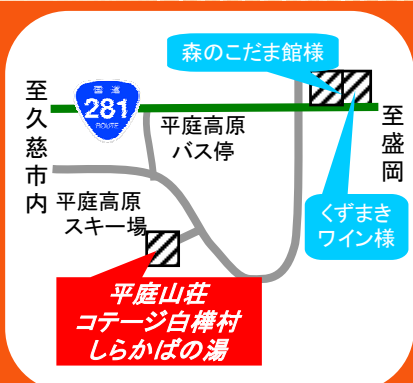 森のこだま館様
国道
281
ROUTE
至久慈市内
平庭高原
バス停
至盛岡
平庭高原
スキー場
くずまき
ワイン様
平庭山荘
コテージ白樺村
しらかばの湯